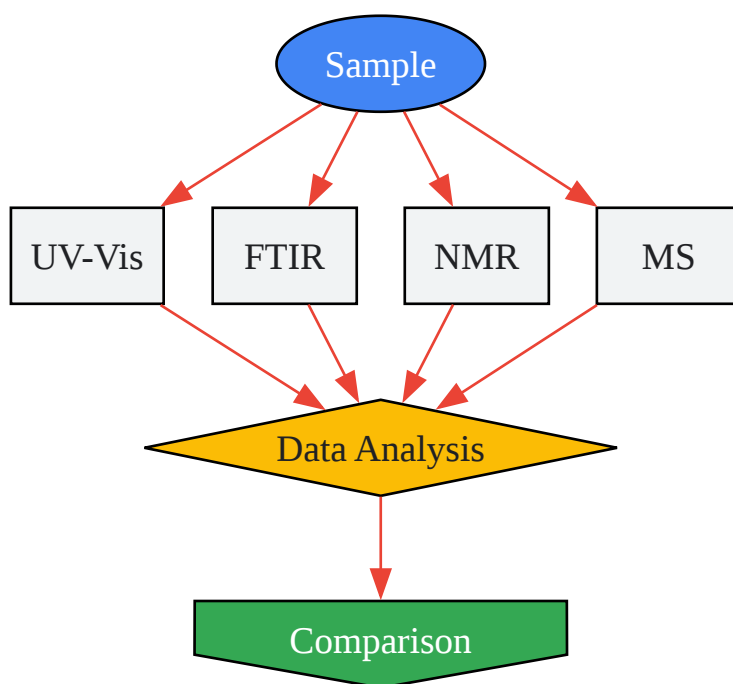 Sample
UV-Vis
FTIR
NMR
MS
Data Analysis
Comparison